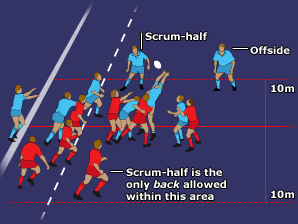 Scrum-half
Offside
10m
Scrum-half is the
only back allowed
within this area
10m